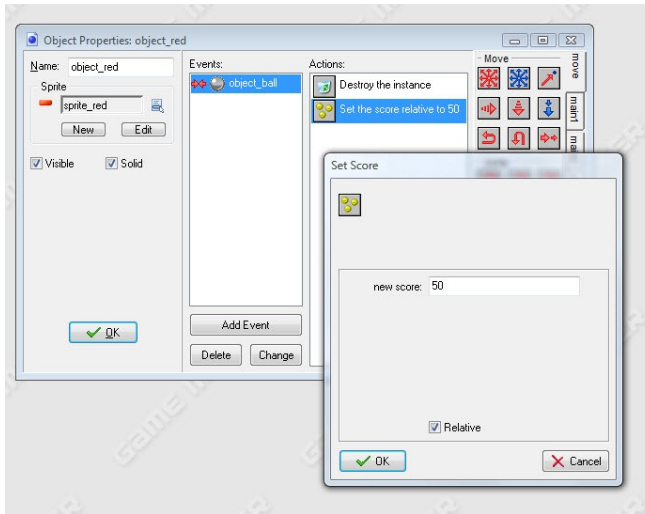 Object Properties: object_red
Name: object_red
Sprite
sprite_red
New Edit
Visible Solid
OK
Events:
object_ball
Add Event
Delete Change
Actions:
Destroy the instance
Set the score relative to 50
Move
move
main1
Set Score
new score: 50
Relative
OK Cancel